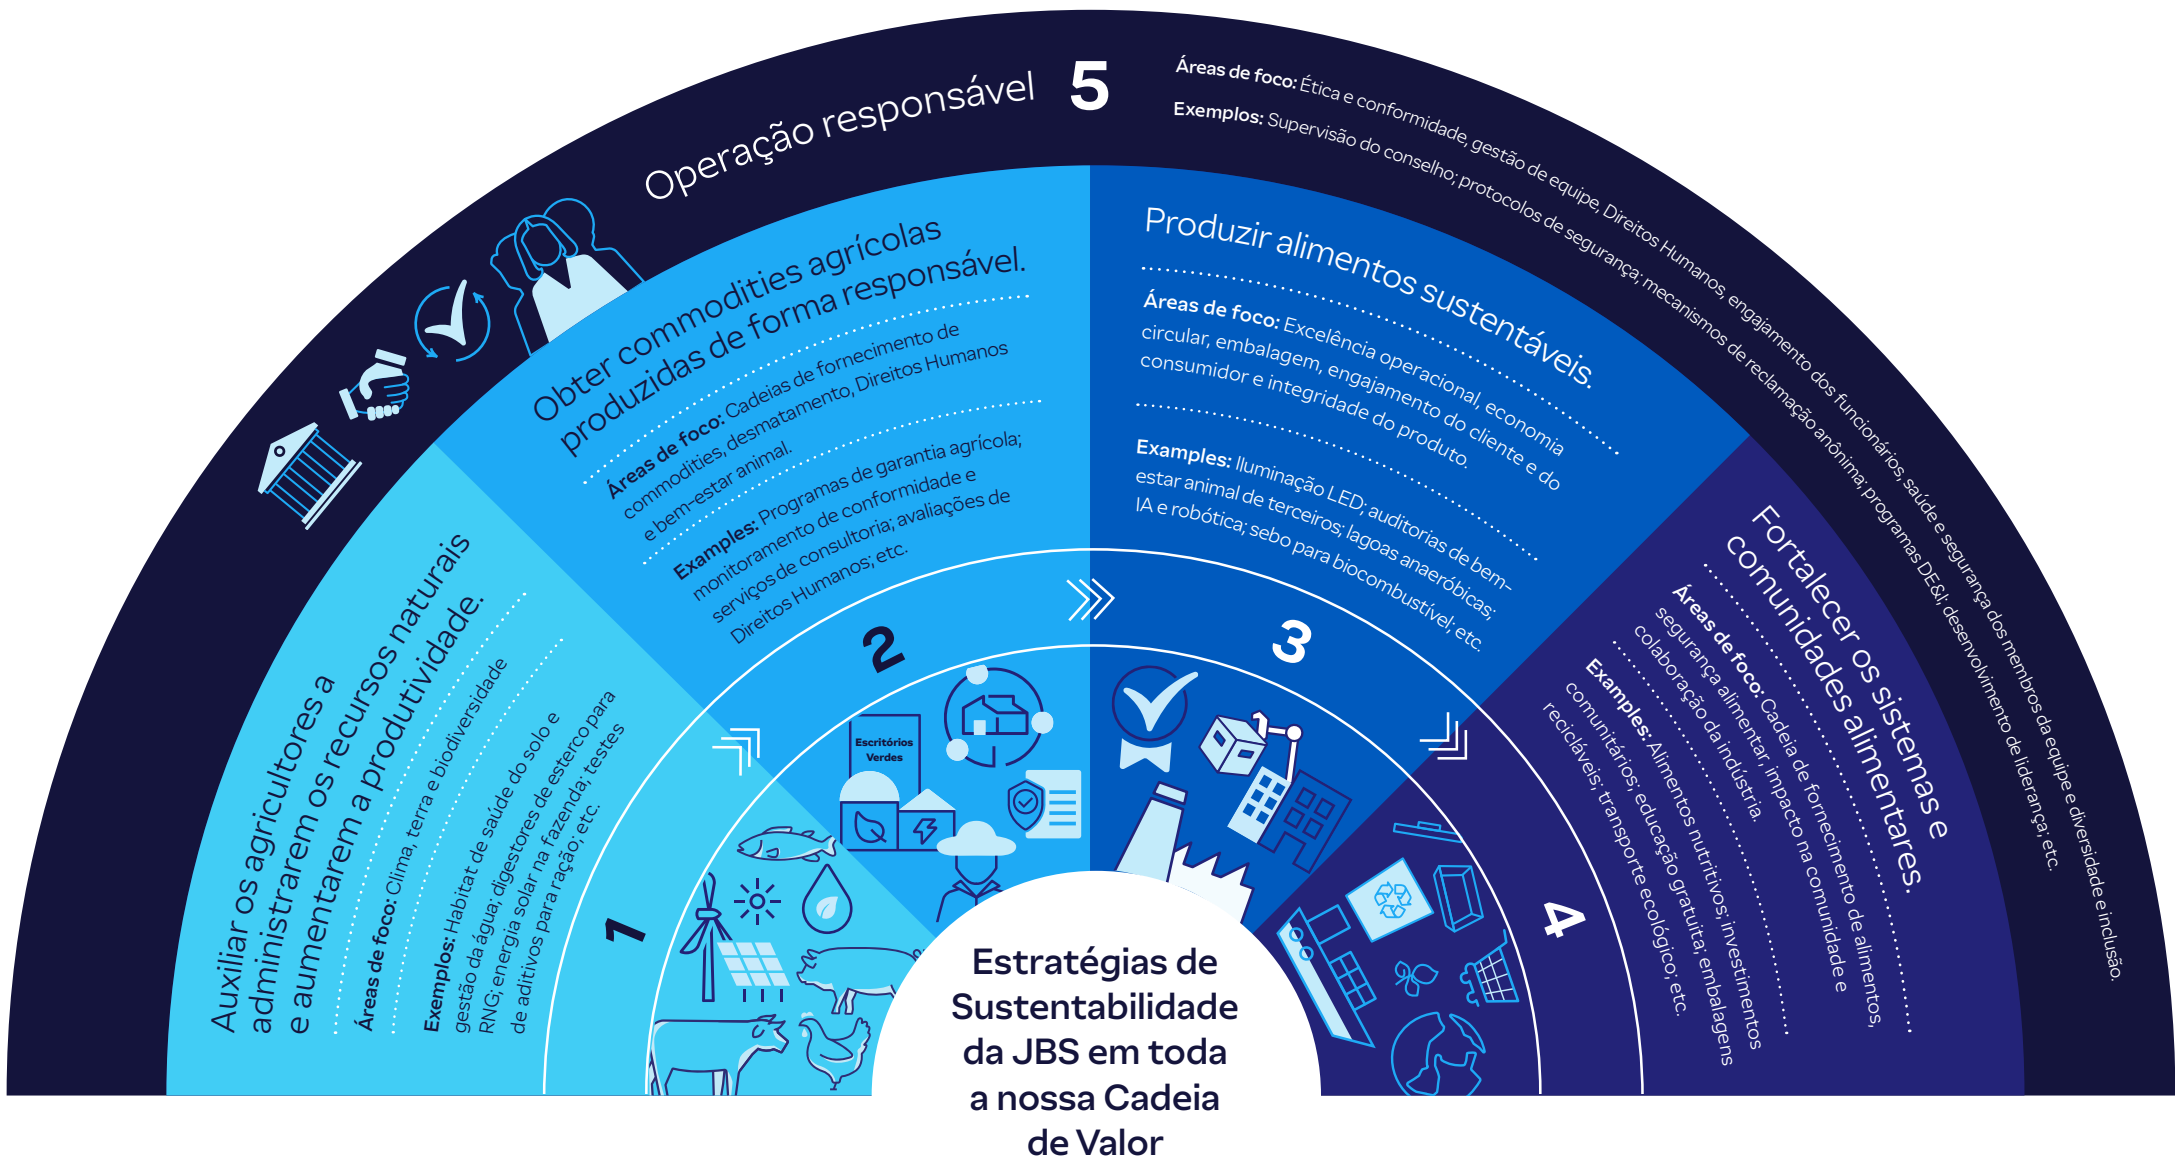 Operação responsável
5
Áreas de foco: Ética e conformidade, gestão de equipe, Direitos Humanos, engajamento dos funcionários, saúde e segurança dos membros da equipe e diversidade e inclusão.
Exemplos: Supervisão do conselho; protocolos de segurança; mecanismos de reclamação anônima; programas DE&I; desenvolvimento de liderança; etc.
Auxiliar os agricultores a
administrarem os recursos naturais
e aumentarem a produtividade.
Áreas de foco: Clima, terra e biodiversidade
Exemplos: Habitat de saúde do solo e
gestão da água; digestores de esterco para
RNG; energia solar na fazenda; testes
de aditivos para ração; etc.
1
Obter commodities agrícolas
produzidas de forma responsável.
Áreas de foco: Cadeias de fornecimento de
commodities, desmatamento, Direitos Humanos
e bem-estar animal.
Examples: Programas de garantia agrícola;
monitoramento de conformidade e
serviços de consultoria; avaliações de
Direitos Humanos; etc.
2
Escritórios
Verdes
Produzir alimentos sustentáveis.
Áreas de foco: Excelência operacional, economia
circular, embalagem, engajamento do cliente e do
consumidor e integridade do produto.
Examples: Iluminação LED; auditorias de bem-
estar animal de terceiros; lagoas anaeróbicas;
IA e robótica; sebo para biocombustível; etc.
3
Fortalecer os sistemas e
comunidades alimentares.
Áreas de foco: Cadeia de fornecimento de alimentos,
segurança alimentar, impacto na comunidade e
colaboração da indústria.
Examples: Alimentos nutritivos; investimentos
comunitários; educação gratuita; embalagens
recicláveis; transporte ecológico; etc.
4
Estratégias de
Sustentabilidade
da JBS em toda
a nossa Cadeia
de Valor